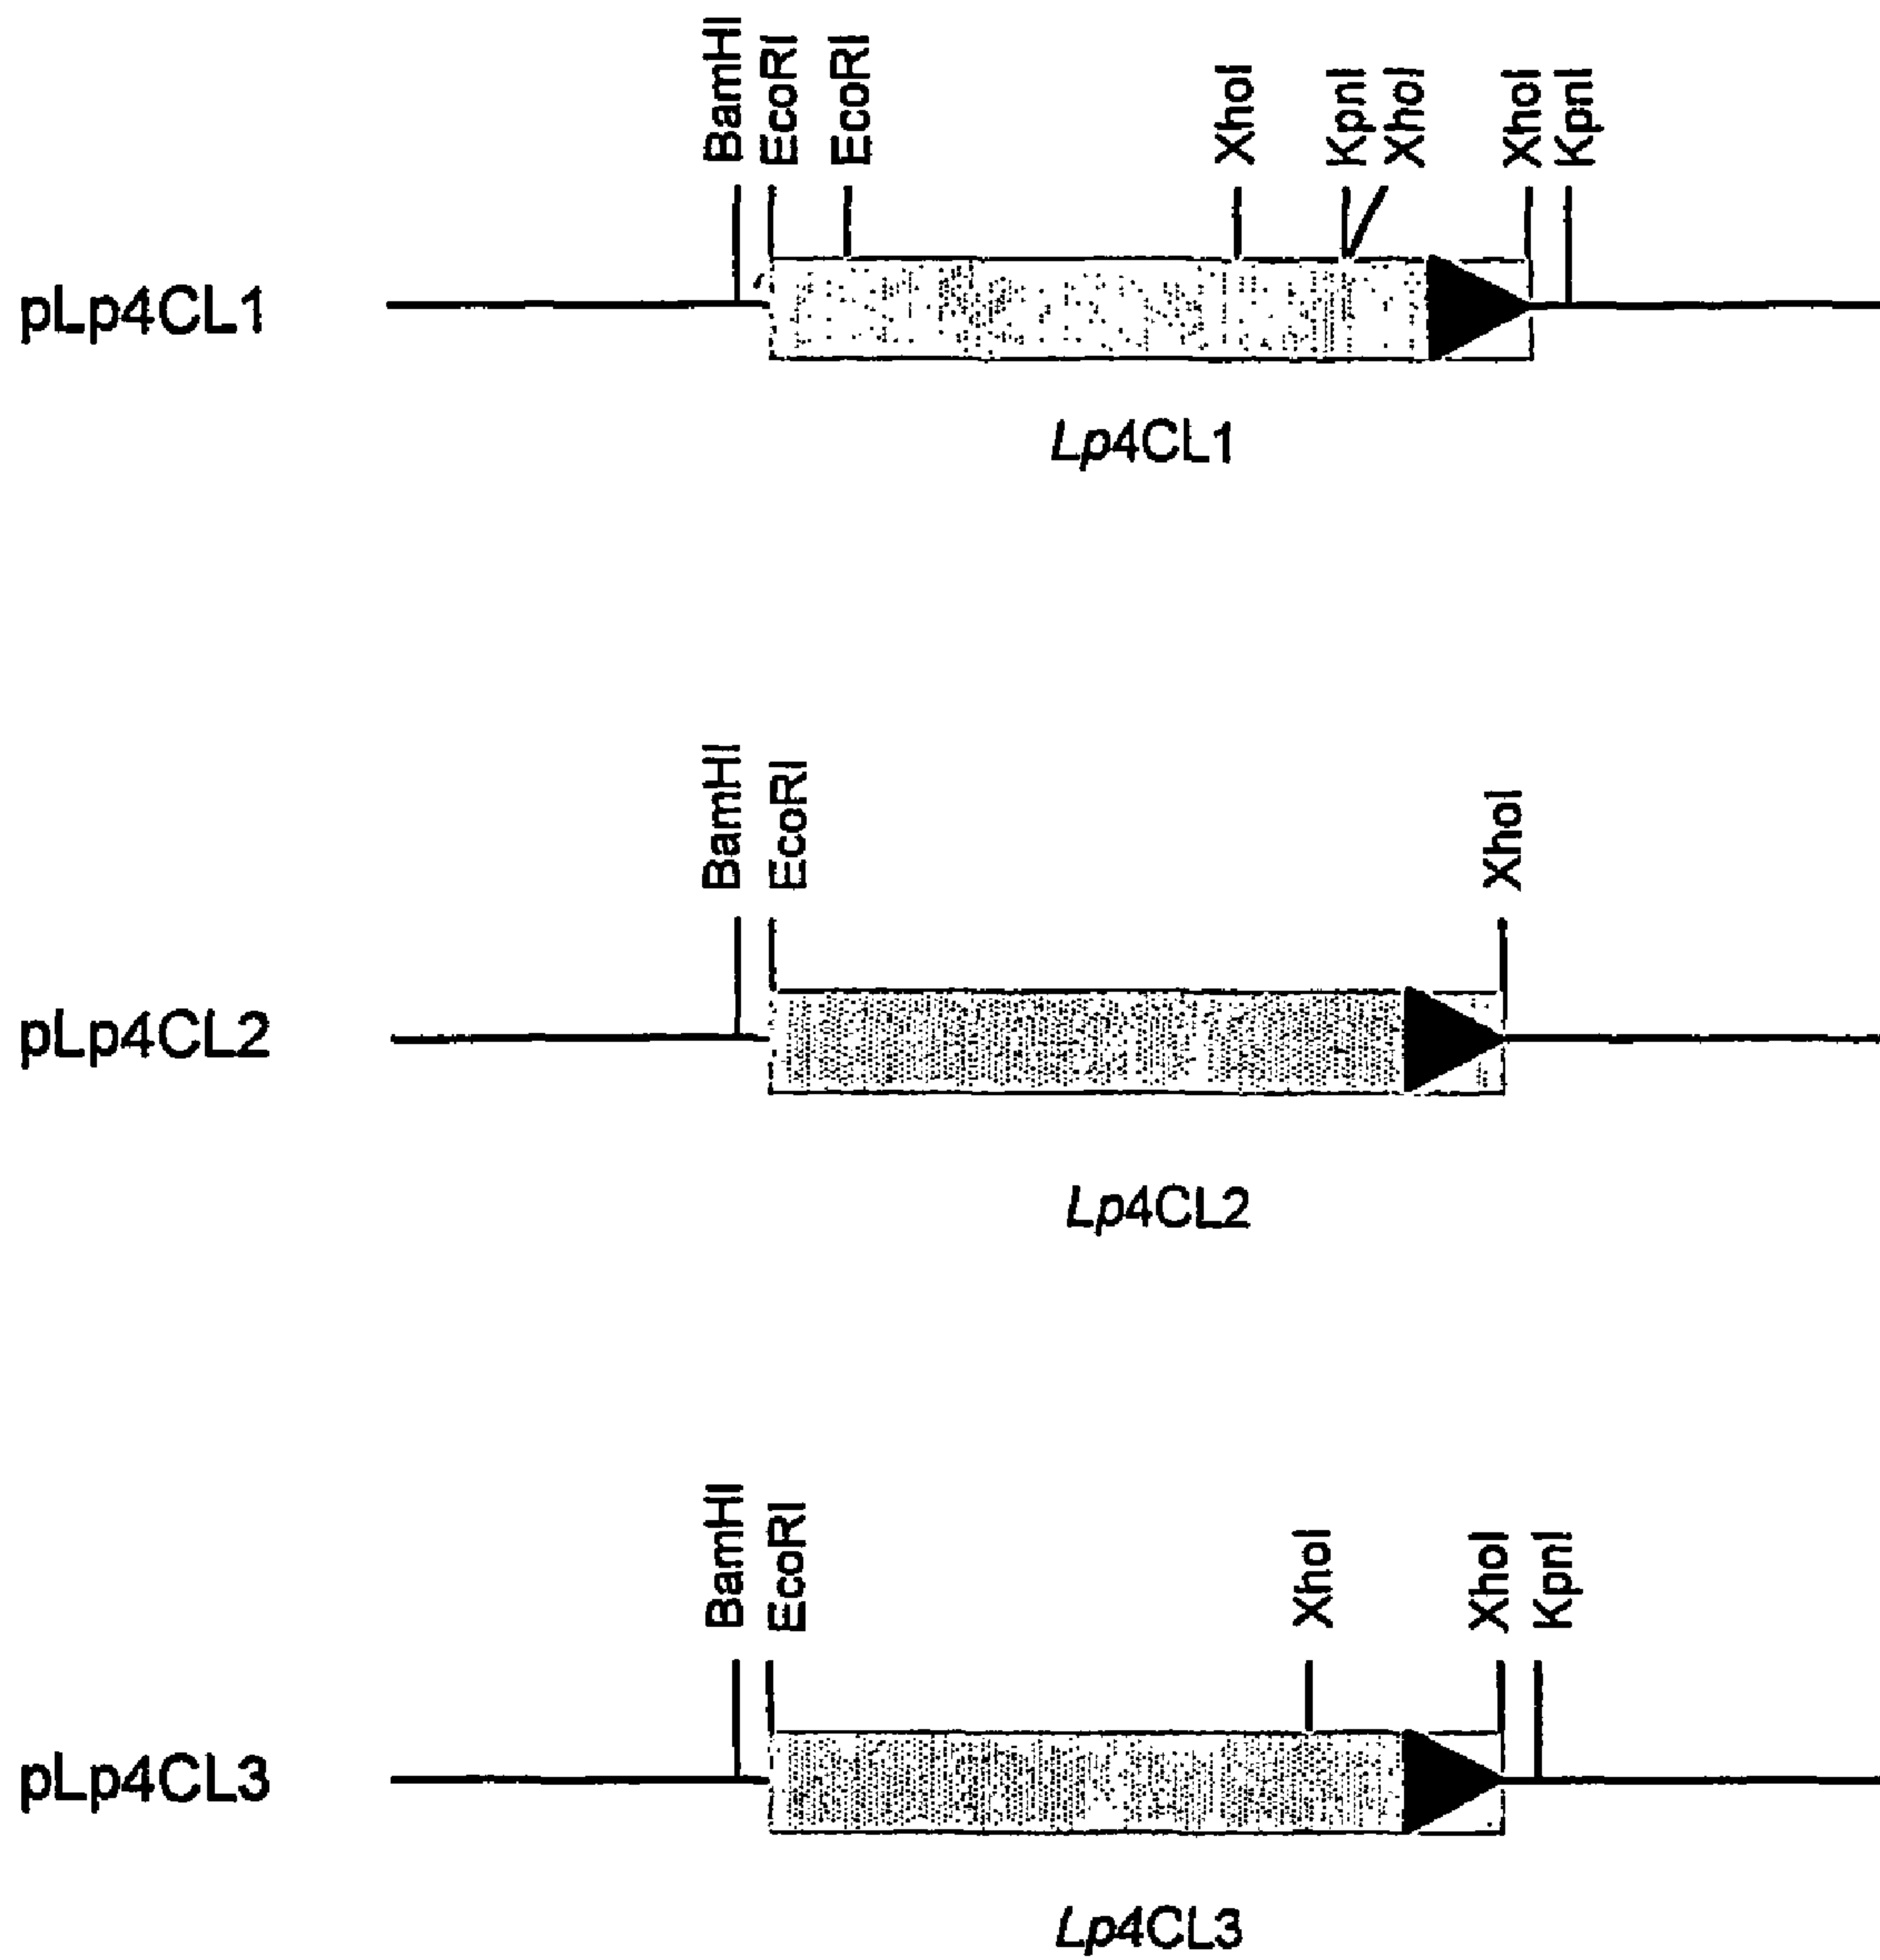 BamHI
EcoRI
EcoRI
XhoI
KpnI
XhoI
XhoI
KpnI
pLp4CL1
Lp4CL1
BamHI
EcoRI
XhoI
pLp4CL2
Lp4CL2
BamHI
EcoRI
XhoI
XhoI
KpnI
pLp4CL3
Lp4CL3